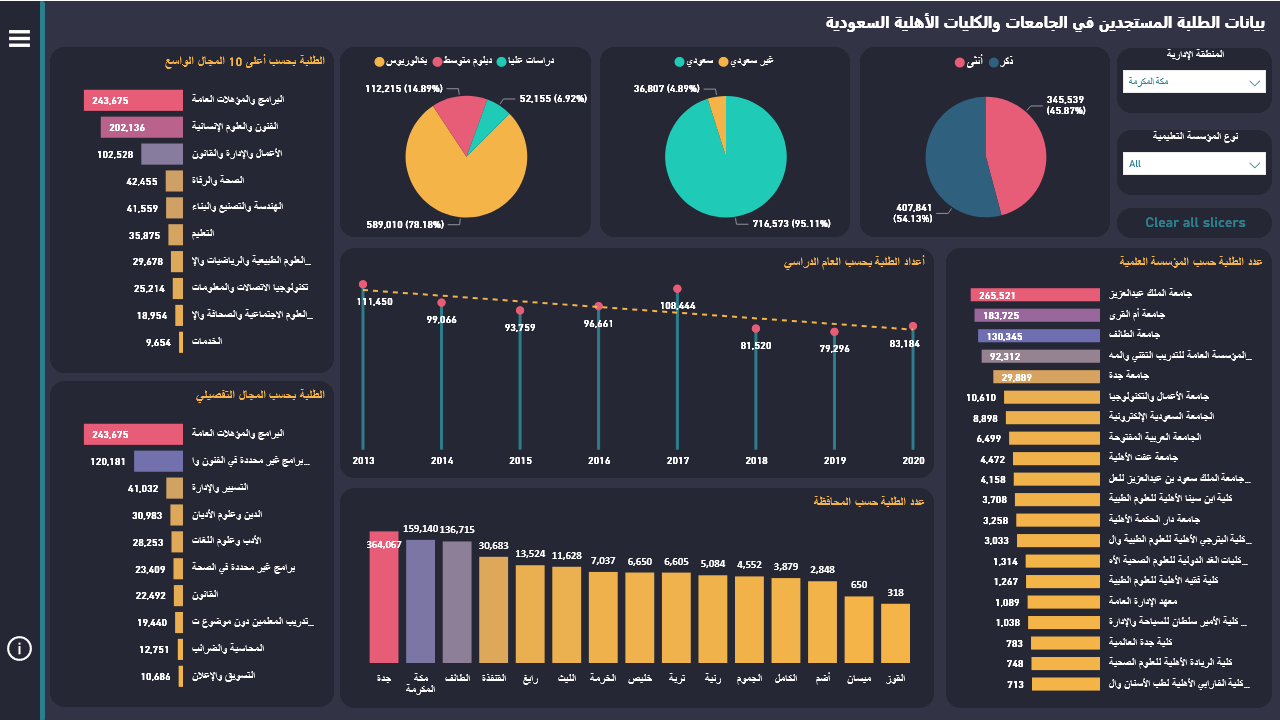 بيانات الطلبة المستجدين في الجامعات والكليات الأهلية السعودية
المنطقة الإدارية
مكة المكرمة
نوع المؤسسة التعليمية
All
Clear all slicers
ذكر
أنثى
345,539
(45.87%)
407,841
(54.13%)
غير سعودي
سعودي
36,807 (4.89%)
716,573 (95.11%)
دراسات عليا
دبلوم متوسط
بكالوريوس
112,215 (14.89%)
52,155 (6.92%)
589,010 (78.18%)
الطلبة بحسب أعلى 10 المجال الواسع
البرامج والمؤهلات العامة 243,675
الفنون والعلوم الإنسانية 202,136
الأعمال والإدارة والقانون 102,528
الصحة والرفاة 42,455
الهندسة والتصنيع والبناء 41,559
التعليم 35,875
العلوم الطبيعية والرياضيات والإ... 29,678
تكنولوجيا الاتصالات والمعلومات 25,214
العلوم الاجتماعية والصحافة والإ... 18,954
الخدمات 9,654
الطلبة بحسب المجال التفصيلي
البرامج والمؤهلات العامة 243,675
برامج غير محددة في الفنون وا... 120,181
التسيير والإدارة 41,032
الدين وعلوم الأديان 30,983
الأدب وعلوم اللغات 28,253
برامج غير محددة في الصحة 23,409
القانون 22,492
تدريب المعلمين دون موضوع ت... 19,440
المحاسبة والضرائب 12,751
التسويق والإعلان 10,686
أعداد الطلبة بحسب العام الدراسي
111,450
99,066
93,759
96,661
108,444
81,520
79,296
83,184
2013 2014 2015 2016 2017 2018 2019 2020
عدد الطلبة حسب المحافظة
364,067 159,140 136,715 30,683 13,524 11,628 7,037 6,650 6,605 5,084 4,552 3,879 2,848 650 318
جدة
مكة المكرمة
الطائف
القنفذة
رابغ
الليث
الخرمة
خليص
تربة
رنية
الجموم
الكامل
أضم
ميسان
القوز
عدد الطلبة حسب المؤسسة العلمية
جامعة الملك عبدالعزيز 265,521
جامعة أم القرى 183,725
جامعة الطائف 130,345
المؤسسة العامة للتدريب التقني والمه... 92,312
جامعة جدة 29,889
جامعة الأعمال والتكنولوجيا 10,610
الجامعة السعودية الإلكترونية 8,898
الجامعة العربية المفتوحة 6,499
جامعة عفت الأهلية 4,472
جامعة الملك سعود بن عبدالعزيز للعل... 4,158
كلية ابن سينا الأهلية للعلوم الطبية 3,708
جامعة دار الحكمة الأهلية 3,258
كلية البترجي الأهلية للعلوم الطبية وال... 3,033
كليات الغد الدولية للعلوم الصحية الأه... 1,314
كلية فقيه الأهلية للعلوم الطبية 1,267
معهد الإدارة العامة 1,089
كلية الأمير سلطان للسياحة والإدارة ... 1,038
كلية جدة العالمية 783
كلية الريادة الأهلية للعلوم الصحية 748
كلية الفارابي الأهلية لطب الأسنان وال... 713